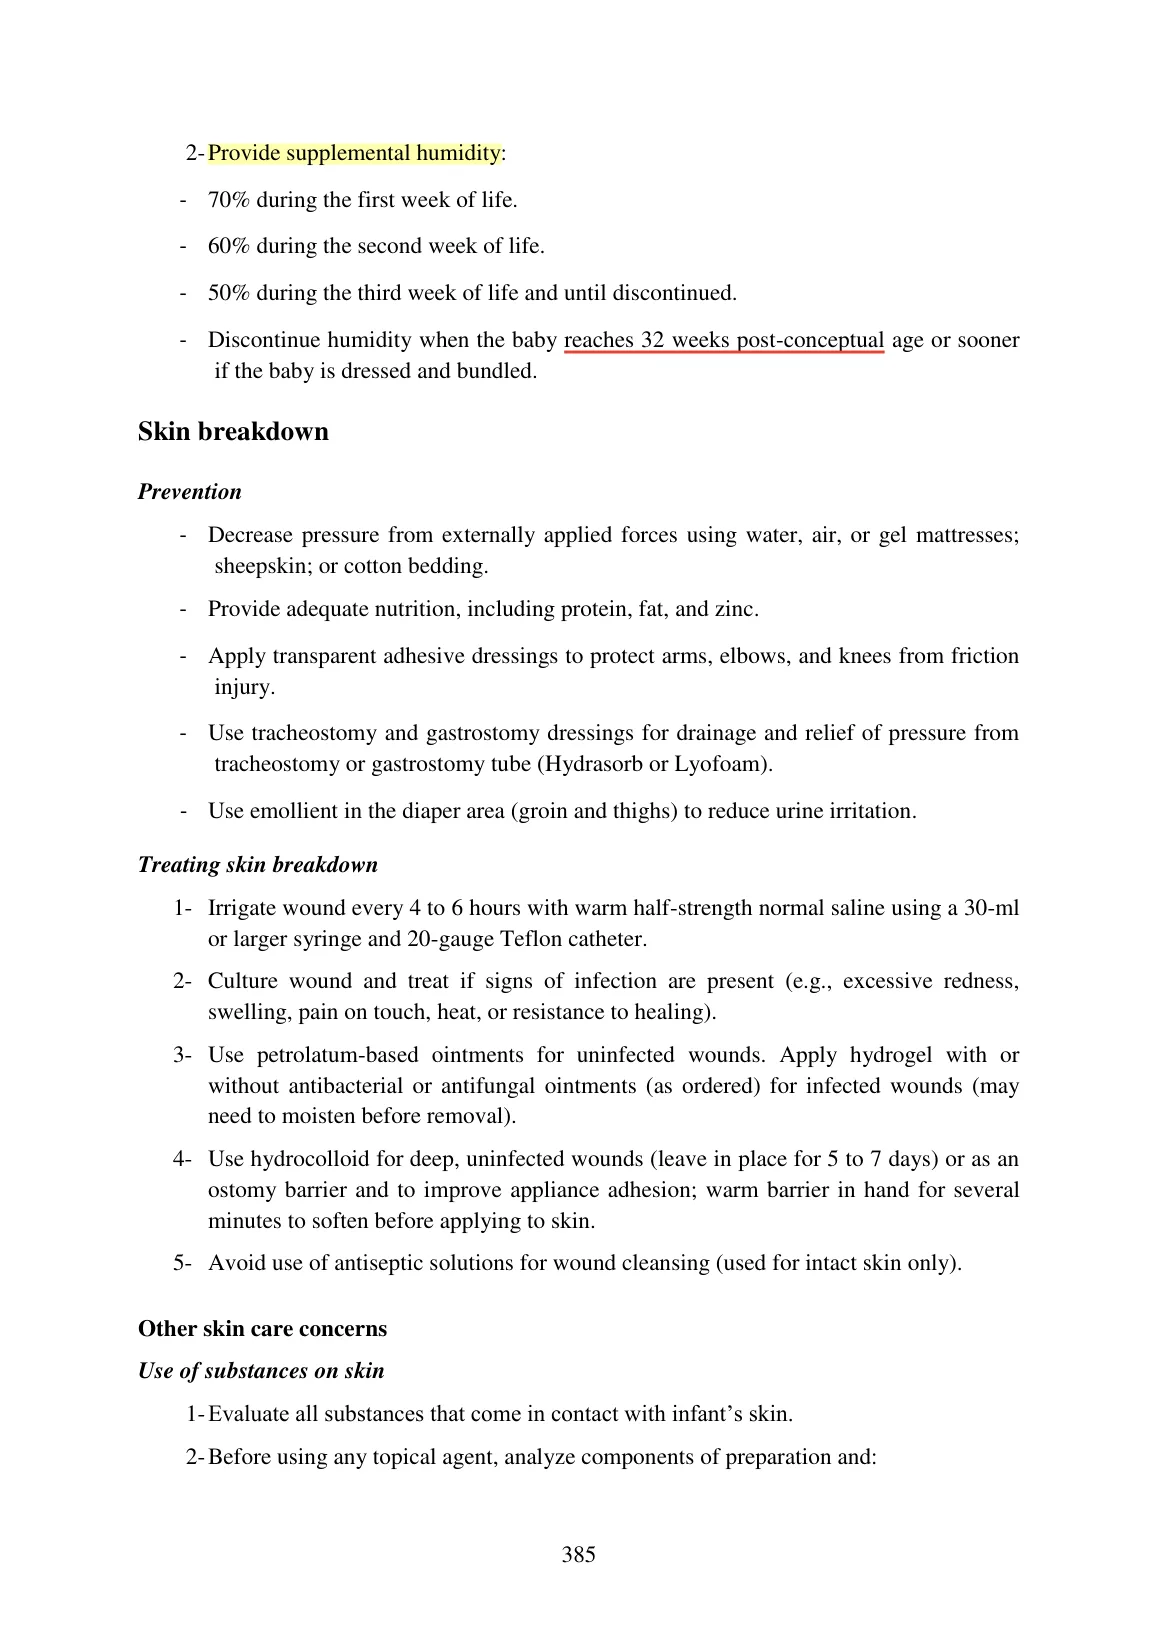 2- Provide supplemental humidity:
- 70% during the first week of life.
- 60% during the second week of life.
- 50% during the third week of life and until discontinued.
- Discontinue humidity when the baby reaches 32 weeks post-conceptual age or sooner
if the baby is dressed and bundled.
Skin breakdown
Prevention
- Decrease pressure from externally applied forces using water, air, or gel mattresses;
sheepskin; or cotton bedding.
- Provide adequate nutrition, including protein, fat, and zinc.
- Apply transparent adhesive dressings to protect arms, elbows, and knees from friction
injury.
- Use tracheostomy and gastrostomy dressings for drainage and relief of pressure from
tracheostomy or gastrostomy tube (Hydrasorb or Lyofoam).
- Use emollient in the diaper area (groin and thighs) to reduce urine irritation.
Treating skin breakdown
1- Irrigate wound every 4 to 6 hours with warm half-strength normal saline using a 30-ml
or larger syringe and 20-gauge Teflon catheter.
2- Culture wound and treat if signs of infection are present (e.g., excessive redness,
swelling, pain on touch, heat, or resistance to healing).
3- Use petrolatum-based ointments for uninfected wounds. Apply hydrogel with or
without antibacterial or antifungal ointments (as ordered) for infected wounds (may
need to moisten before removal).
4- Use hydrocolloid for deep, uninfected wounds (leave in place for 5 to 7 days) or as an
ostomy barrier and to improve appliance adhesion; warm barrier in hand for several
minutes to soften before applying to skin.
5- Avoid use of antiseptic solutions for wound cleansing (used for intact skin only).
Other skin care concerns
Use of substances on skin
1- Evaluate all substances that come in contact with infant’s skin.
2- Before using any topical agent, analyze components of preparation and:
385